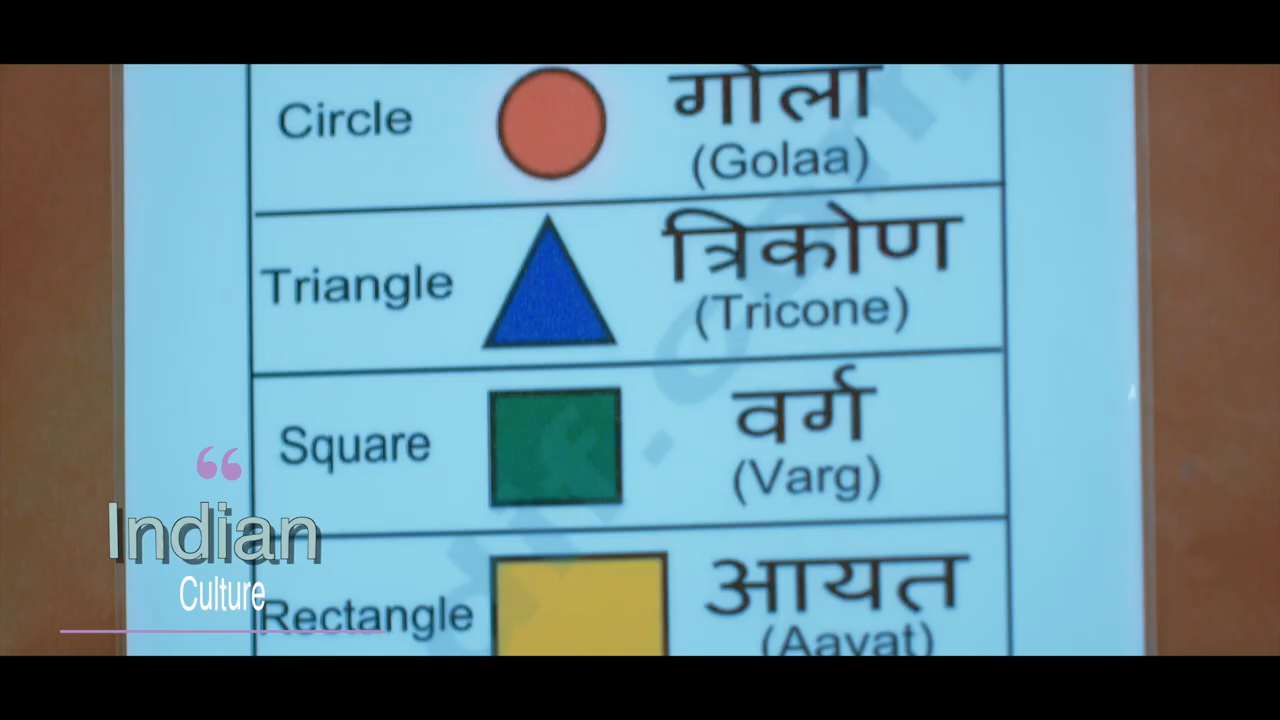 Circle
गोला
(Golaa)
Triangle
त्रिकोण
(Tricone)
Square
वर्ग
(Varg)
Rectangle
आयत
(Aayat)
“
Indian
Culture